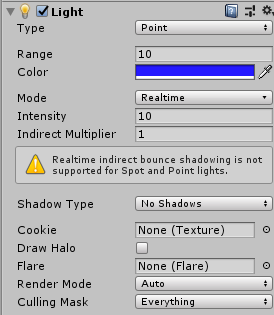 Light
Type Point
Range 10
Color
Mode Realtime
Intensity 10
Indirect Multiplier 1
Realtime indirect bounce shadowing is not
supported for Spot and Point lights.
Shadow Type No Shadows
Cookie None (Texture)
Draw Halo
Flare None (Flare)
Render Mode Auto
Culling Mask Everything